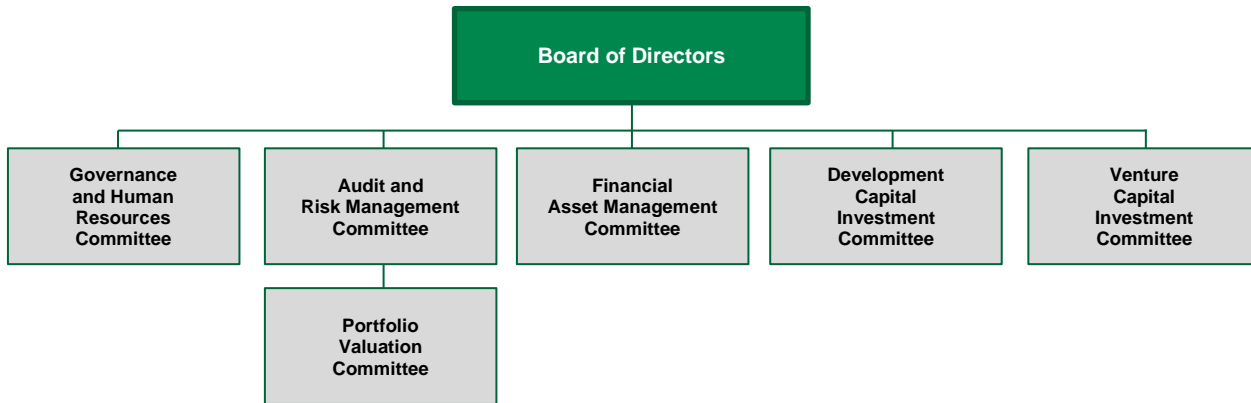 Board of Directors
Governance
and Human
Resources
Committee
Audit and
Risk Management
Committee
Financial
Asset Management
Committee
Development
Capital
Investment
Committee
Venture
Capital
Investment
Committee
Portfolio
Valuation
Committee